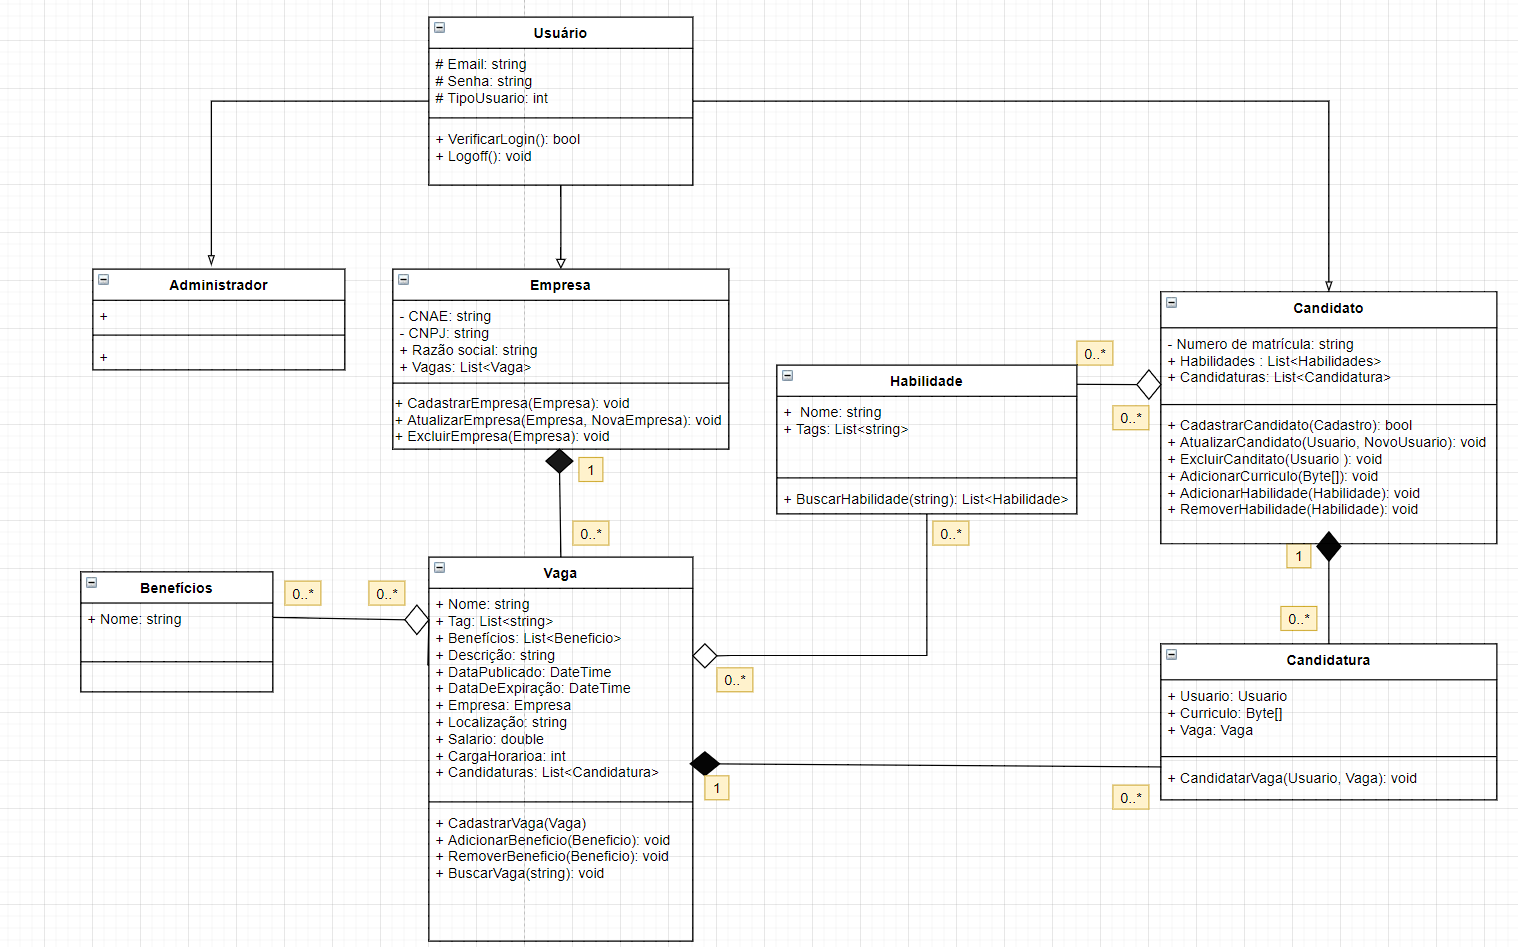 Usuário
# Email: string
# Senha: string
# TipoUsuario: int
+ VerificarLogin(): bool
+ Logoff(): void
Administrador
+
+
Empresa
- CNAE: string
- CNPJ: string
+ Razão social: string
+ Vagas: List<Vaga>
+ CadastrarEmpresa(Empresa): void
+ AtualizarEmpresa(Empresa, NovaEmpresa): void
+ ExcluirEmpresa(Empresa): void
1
0..*
Candidato
- Numero de matrícula: string
+ Habilidades : List<Habilidades>
+ Candidaturas: List<Candidatura>
+ CadastrarCandidato(Cadastro): bool
+ AtualizarCandidato(Usuario, NovoUsuario): void
+ ExcluirCanditato(Usuario ): void
+ AdicionarCurriculo(Byte[]): void
+ AdicionarHabilidade(Habilidade): void
+ RemoverHabilidade(Habilidade): void
0..*
0..*
Habilidade
+  Nome: string
+ Tags: List<string>
+ BuscarHabilidade(string): List<Habilidade>
0..*
1
0..*
Benefícios
+ Nome: string
0..*
0..*
Vaga
+ Nome: string
+ Tag: List<string>
+ Benefícios: List<Beneficio>
+ Descrição: string
+ DataPublicado: DateTime
+ DataDeExpiração: DateTime
+ Empresa: Empresa
+ Localização: string
+ Salario: double
+ CargaHorarioa: int
+ Candidaturas: List<Candidatura>
+ CadastrarVaga(Vaga)
+ AdicionarBeneficio(Beneficio): void
+ RemoverBeneficio(Beneficio): void
+ BuscarVaga(string): void
0..*
1
0..*
Candidatura
+ Usuario: Usuario
+ Curriculo: Byte[]
+ Vaga: Vaga
+ CandidatarVaga(Usuario, Vaga): void